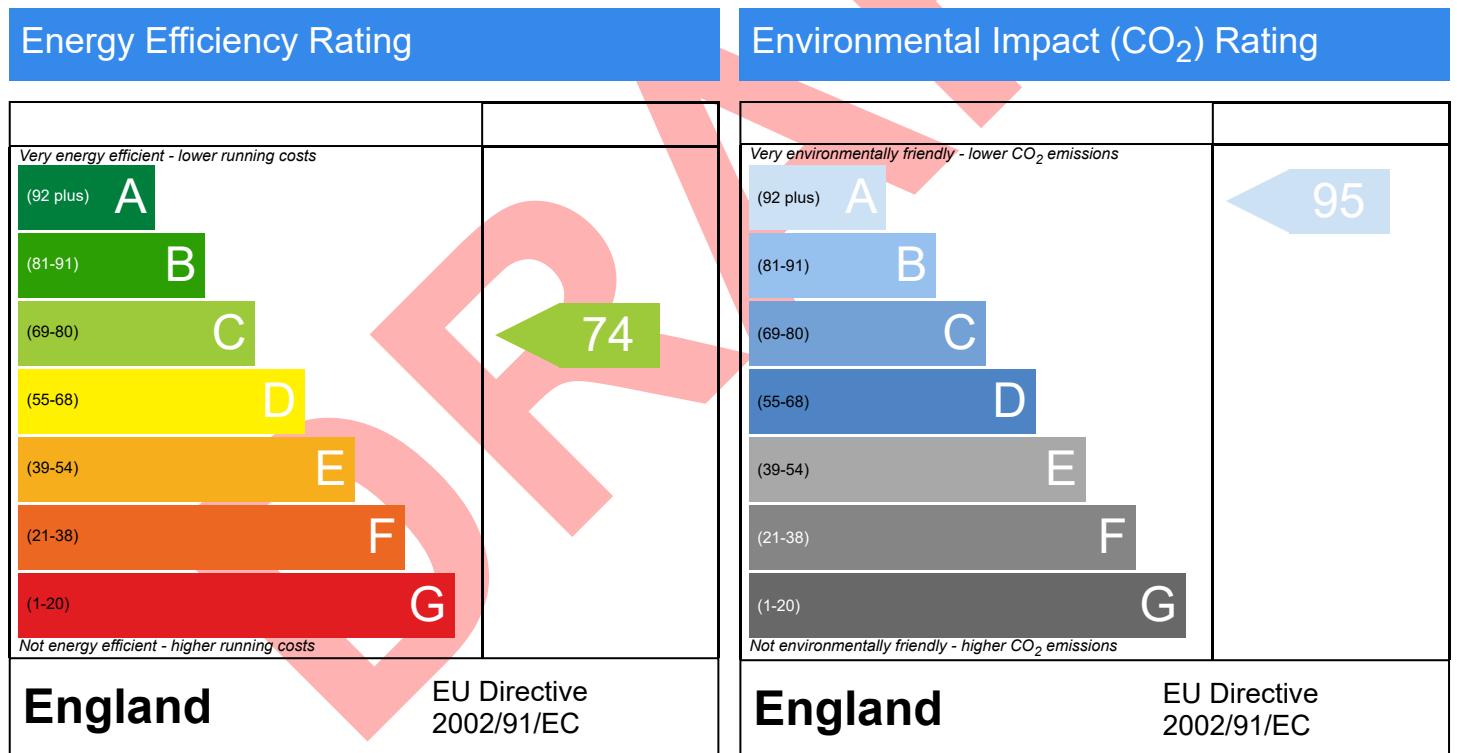 Energy Efficiency Rating
Very energy efficient - lower running costs
(92 plus) A
(81-91) B
(69-80) C
74
(55-68) D
(39-54) E
(21-38) F
(1-20) G
Not energy efficient - higher running costs
England
EU Directive
2002/91/EC
Environmental Impact (CO₂) Rating
Very environmentally friendly - lower CO₂ emissions
(92 plus) A
95
(81-91) B
(69-80) C
(55-68) D
(39-54) E
(21-38) F
(1-20) G
Not environmentally friendly - higher CO₂ emissions
England
EU Directive
2002/91/EC